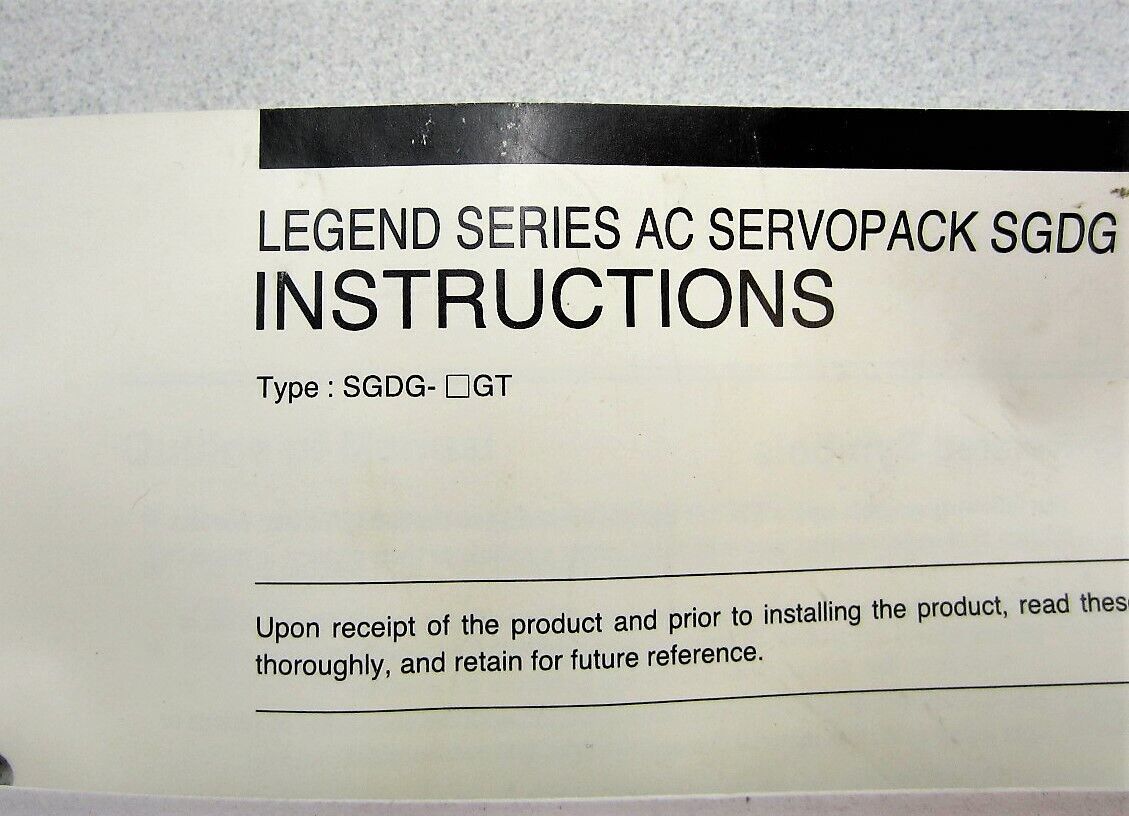 LEGEND SERIES AC SERVOPACK SGDG
INSTRUCTIONS
Type : SGDG- □GT
Upon receipt of the product and prior to installing the product, read these
thoroughly, and retain for future reference.